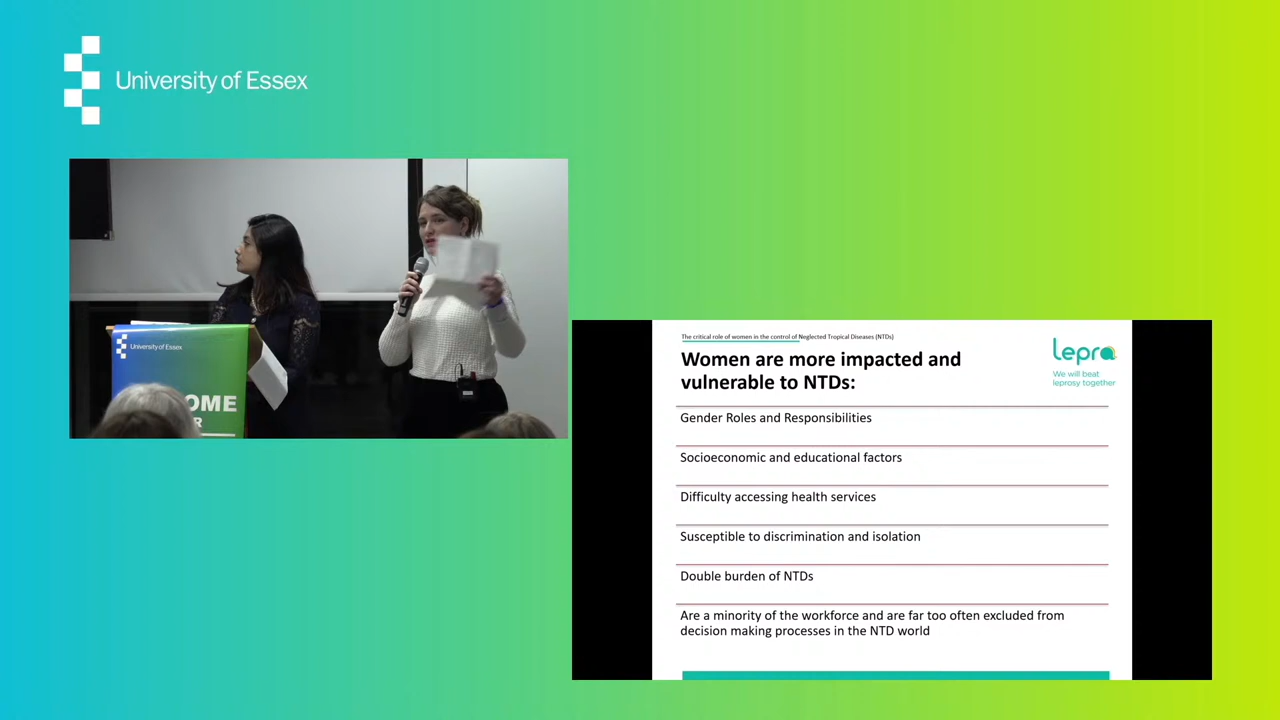 University of Essex
University of Essex
OME
R
The critical role of women in the control of Neglected Tropical Diseases (NTDs)
Women are more impacted and
vulnerable to NTDs:
lepra
We will beat
leprosy together
Gender Roles and Responsibilities
Socioeconomic and educational factors
Difficulty accessing health services
Susceptible to discrimination and isolation
Double burden of NTDs
Are a minority of the workforce and are far too often excluded from
decision making processes in the NTD world